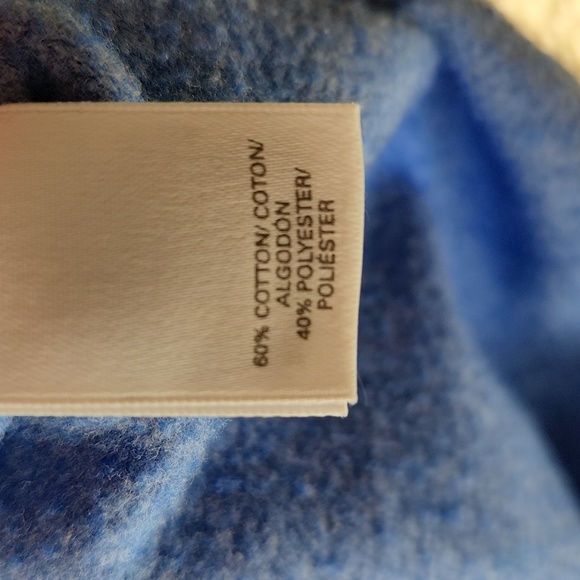 60% COTTON/ COTON/
ALGODÓN
40% POLYESTER/
POLIÉSTER